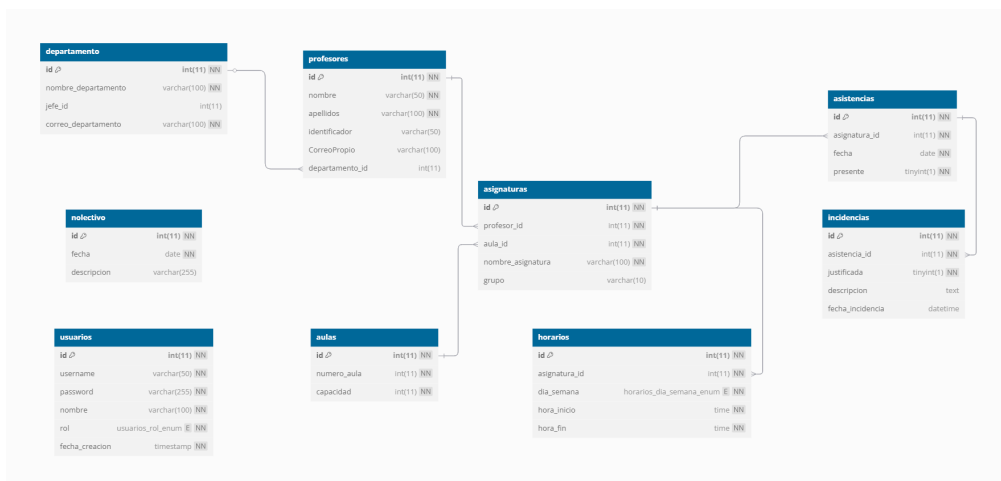 departamento
id int(11) NN
nombre_departamento varchar(100) NN
jefe_id int(11)
correo_departamento varchar(100) NN
profesores
id int(11) NN
nombre varchar(50) NN
apellidos varchar(100) NN
identificador varchar(50)
CorreoPropio varchar(100)
departamento_id int(11)
asistencias
id int(11) NN
asignatura_id int(11) NN
fecha date NN
presente tinyint(1) NN
asignaturas
id int(11) NN
profesor_id int(11) NN
aula_id int(11) NN
nombre_asignatura varchar(100) NN
grupo varchar(10)
nolectivo
id int(11) NN
fecha date NN
descripcion varchar(255)
incidencias
id int(11) NN
asistencia_id int(11) NN
justificada tinyint(1) NN
descripcion text
fecha_incidencia datetime
usuarios
id int(11) NN
username varchar(50) NN
password varchar(255) NN
nombre varchar(100) NN
rol usuarios_rol_enum E NN
fecha_creacion timestamp NN
aulas
id int(11) NN
numero_aula int(11) NN
capacidad int(11) NN
horarios
id int(11) NN
asignatura_id int(11) NN
dia_semana horarios_dia_semana_enum E NN
hora_inicio time NN
hora_fin time NN